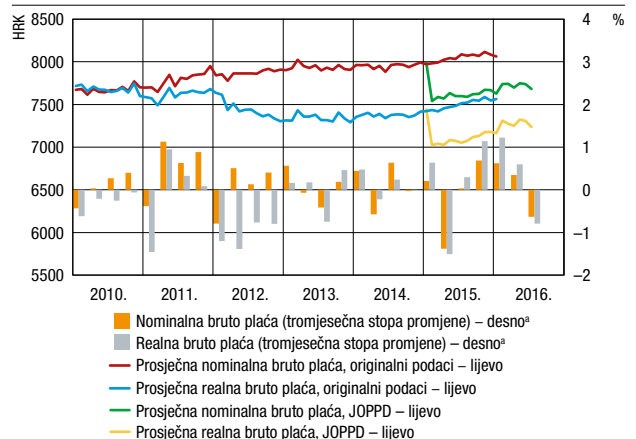 HRK
%
8500
8000
7500
7000
6500
6000
5500
4
3
2
1
0
–1
–2
2010. 2011. 2012. 2013. 2014. 2015. 2016.
Nominalna bruto plaća (tromjesečna stopa promjene) – desnoᵃ
Realna bruto plaća (tromjesečna stopa promjene) – desnoᵃ
Prosječna nominalna bruto plaća, originalni podaci – lijevo
Prosječna realna bruto plaća, originalni podaci – lijevo
Prosječna nominalna bruto plaća, JOPPD – lijevo
Prosječna realna bruto plaća, JOPPD – lijevo